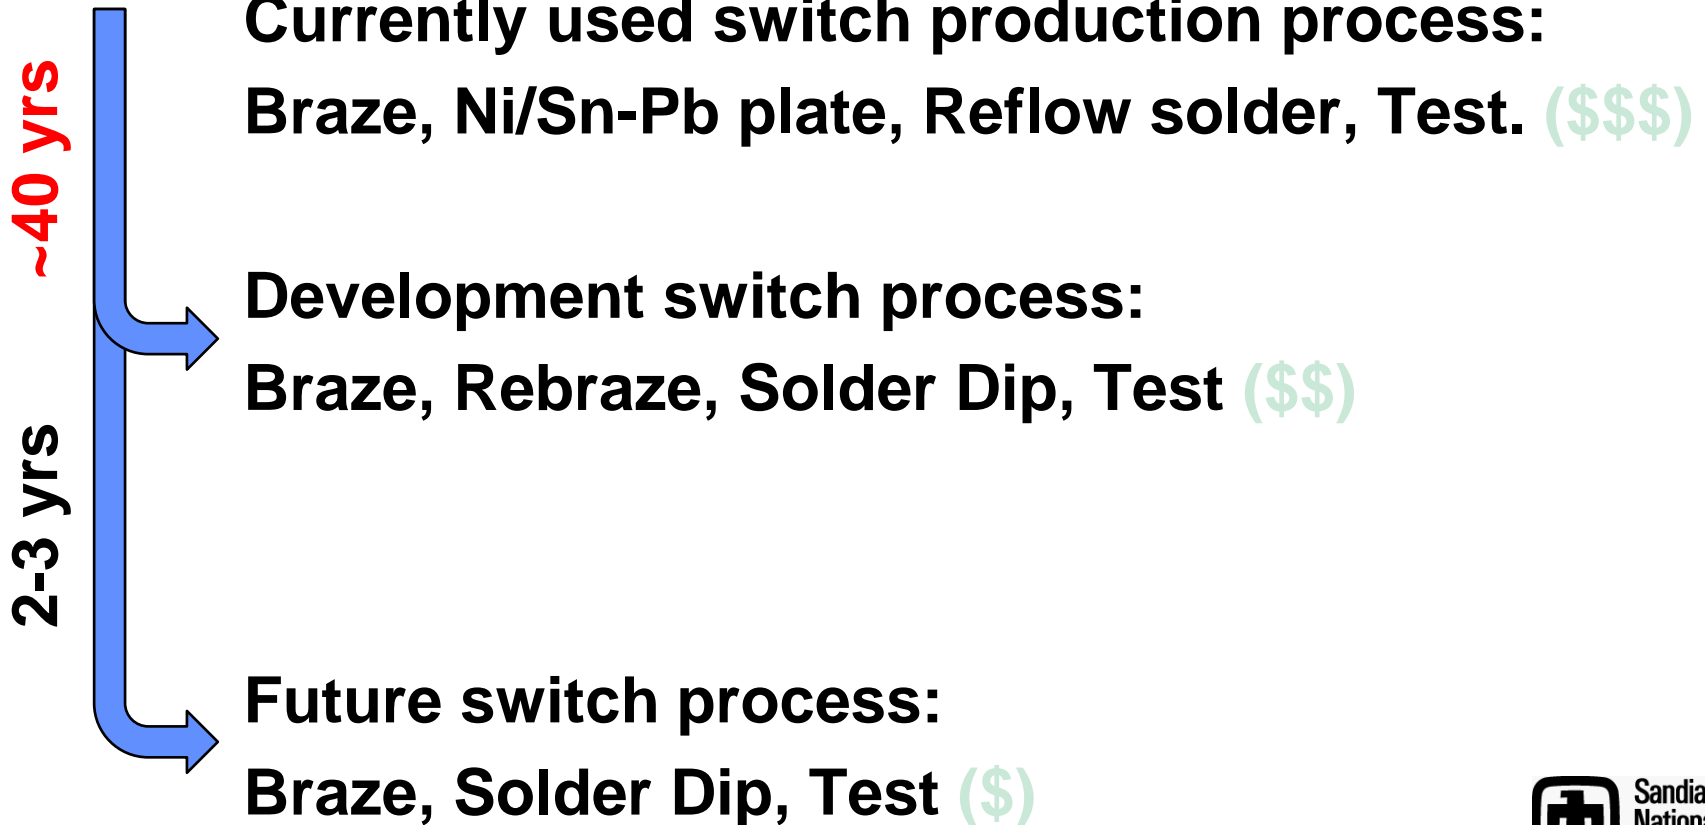 Currently used switch production process:
Braze, Ni/Sn-Pb plate, Reflow solder, Test. ($$$)
~40 yrs
Development switch process:
Braze, Rebraze, Solder Dip, Test ($$)
2-3 yrs
Future switch process:
Braze, Solder Dip, Test ($)
Sandia
National